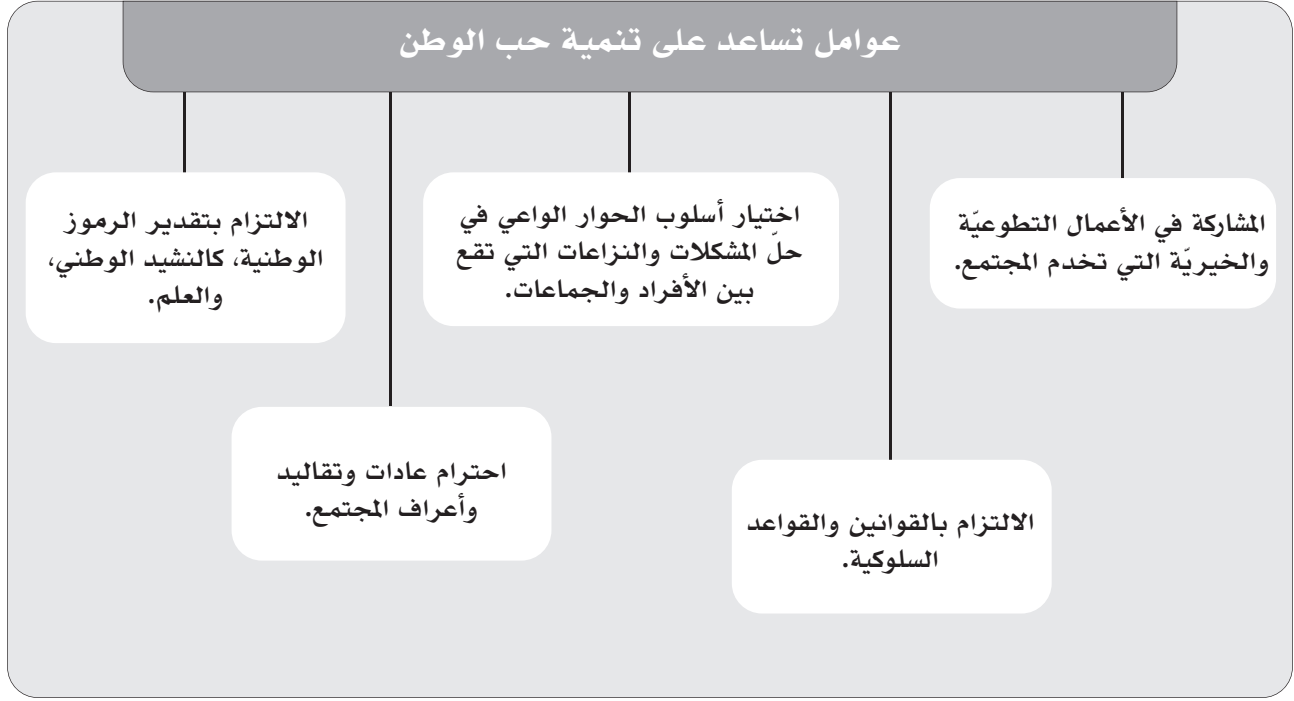 عوامل تساعد على تنمية حب الوطن
المشاركة في الأعمال التطوعيّة
والخيريّة التي تخدم المجتمع.
الالتزام بالقوانين والقواعد
السلوكية.
اختيار أسلوب الحوار الواعي في
حلّ المشكلات والنزاعات التي تقع
بين الأفراد والجماعات.
احترام عادات وتقاليد
وأعراف المجتمع.
الالتزام بتقدير الرموز
الوطنية، كالنشيد الوطني،
والعلم.